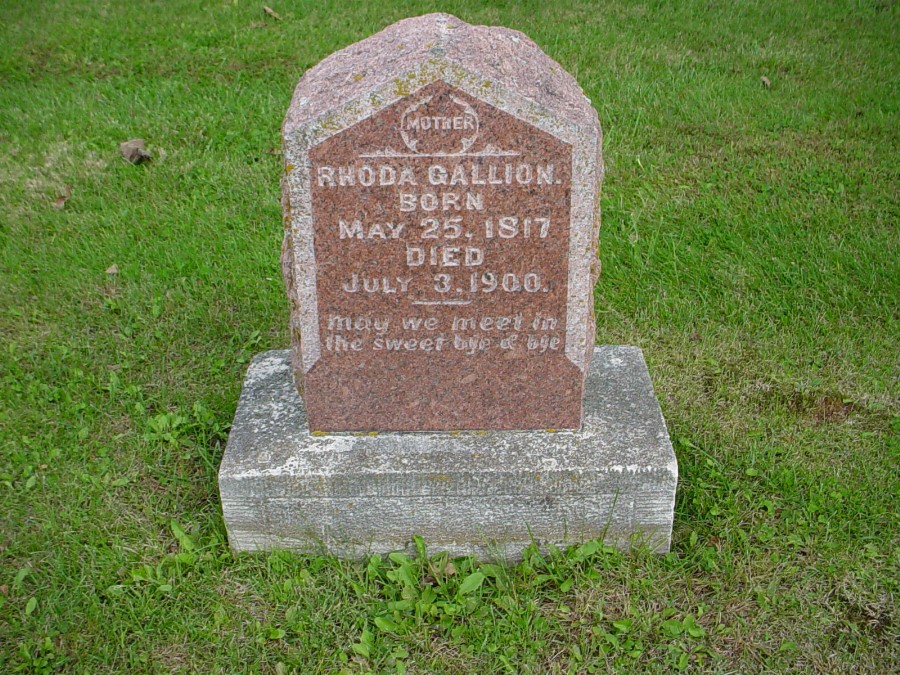 MOTHER
RHODA GALLION.
BORN
MAY 25, 1817
DIED
JULY 3, 1900.
may we meet in
the sweet bye & bye